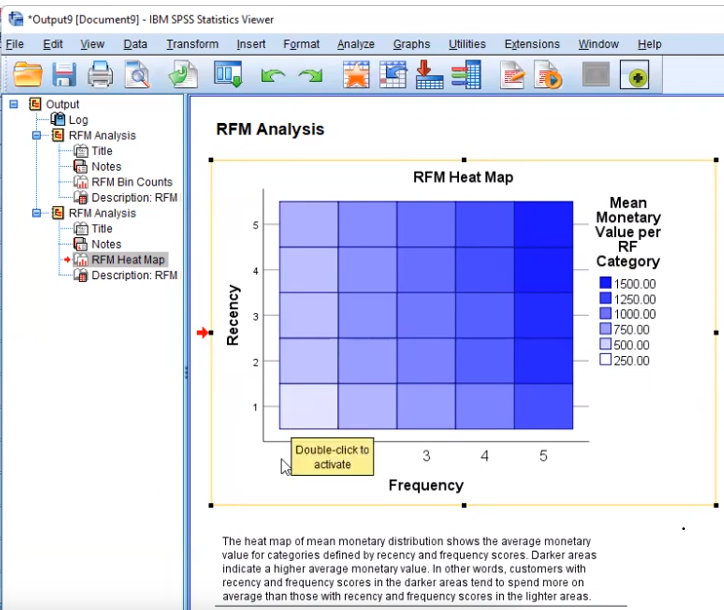 *Output9 [Document9] - IBM SPSS Statistics Viewer
File Edit View Data Transform Insert Format Analyze Graphs Utilities Extensions Window Help
Output
Log
RFM Analysis
Title
Notes
RFM Bin Counts
Description: RFM
RFM Analysis
Title
Notes
RFM Heat Map
Description: RFM
RFM Analysis
RFM Heat Map
Recency
5
4
3
2
1
3 4 5
Frequency
Double-click to
activate
Mean
Monetary
Value per
RF
Category
1500.00
1250.00
1000.00
750.00
500.00
250.00
The heat map of mean monetary distribution shows the average monetary
value for categories defined by recency and frequency scores. Darker areas
indicate a higher average monetary value. In other words, customers with
recency and frequency scores in the darker areas tend to spend more on
average than those with recency and frequency scores in the lighter areas.